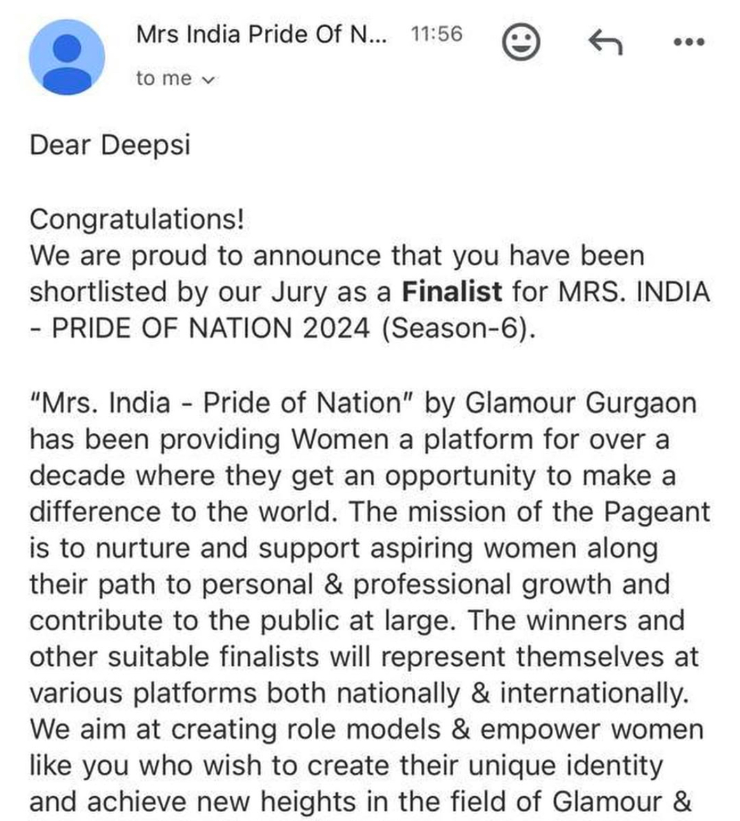 Mrs India Pride Of N... 11:56
to me
Dear Deepsi
Congratulations!
We are proud to announce that you have been
shortlisted by our Jury as a Finalist for MRS. INDIA
- PRIDE OF NATION 2024 (Season-6).
“Mrs. India - Pride of Nation” by Glamour Gurgaon
has been providing Women a platform for over a
decade where they get an opportunity to make a
difference to the world. The mission of the Pageant
is to nurture and support aspiring women along
their path to personal & professional growth and
contribute to the public at large. The winners and
other suitable finalists will represent themselves at
various platforms both nationally & internationally.
We aim at creating role models & empower women
like you who wish to create their unique identity
and achieve new heights in the field of Glamour &